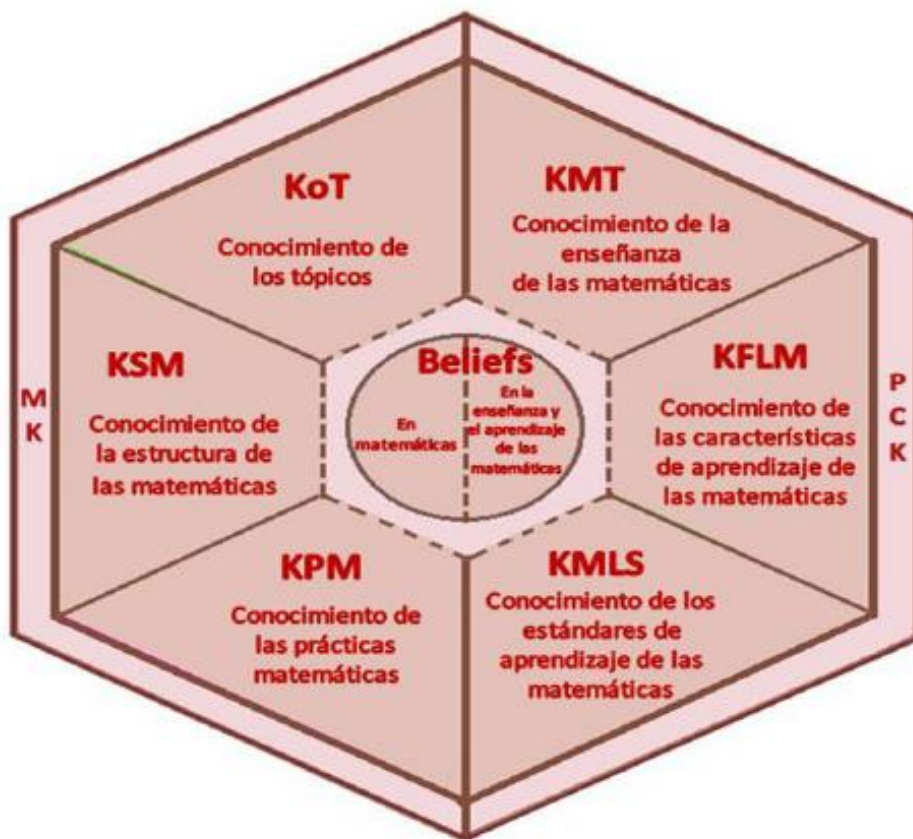 KoT
Conocimiento de
los tópicos
KMT
Conocimiento de la
enseñanza
de las matemáticas
MK
KSM
Conocimiento de
la estructura de
las matemáticas
Beliefs
En
matemáticas
En la
enseñanza y
el aprendizaje
de las
matemáticas
KFLM
Conocimiento de
las características
de aprendizaje de
las matemáticas
PCK
KPM
Conocimiento de
las prácticas
matemáticas
KMLS
Conocimiento de los
estándares de
aprendizaje de las
matemáticas